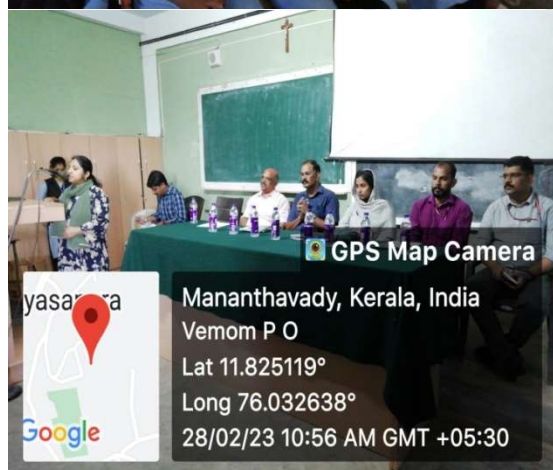 GPS Map Camera
Mananthavady, Kerala, India
Vemom P O
Lat 11.825119°
Long 76.032638°
28/02/23 10:56 AM GMT +05:30
Google